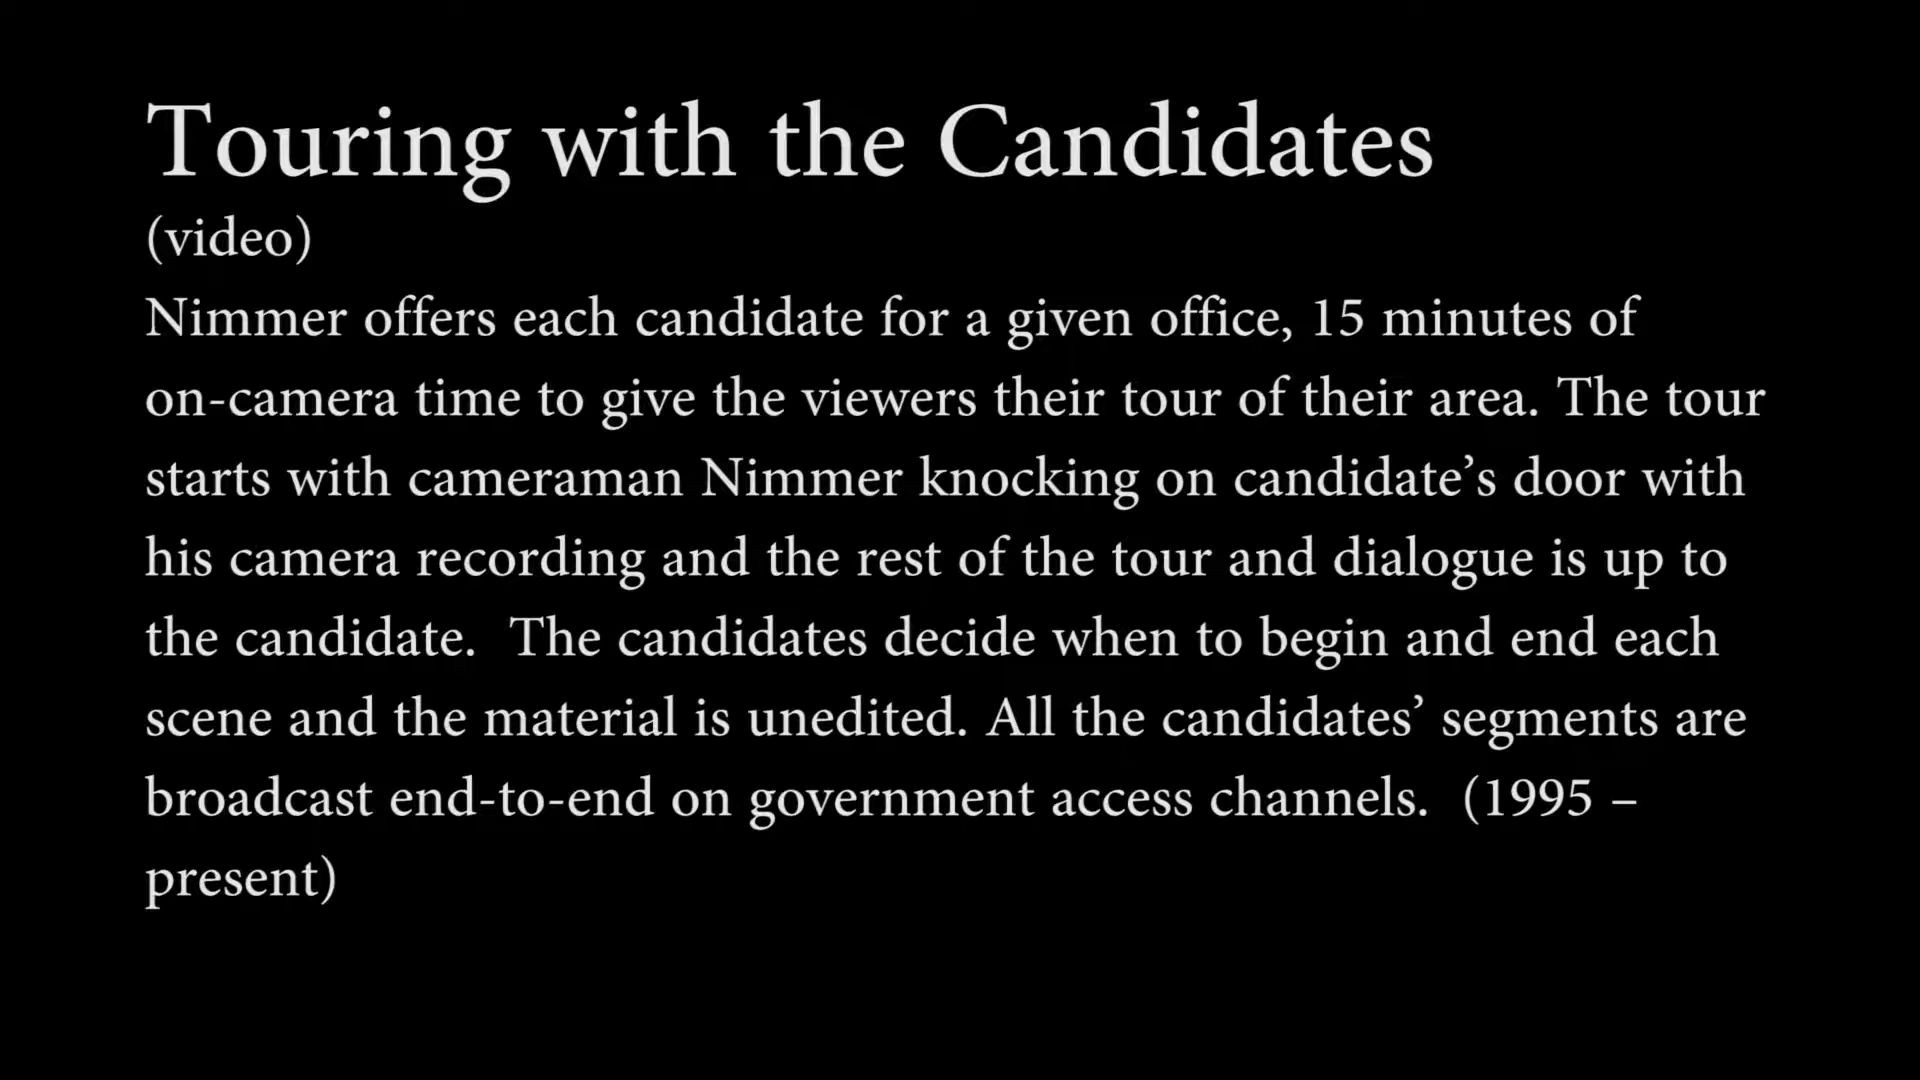 Touring with the Candidates
(video)
Nimmer offers each candidate for a given office, 15 minutes of
on-camera time to give the viewers their tour of their area. The tour
starts with cameraman Nimmer knocking on candidate’s door with
his camera recording and the rest of the tour and dialogue is up to
the candidate.  The candidates decide when to begin and end each
scene and the material is unedited. All the candidates’ segments are
broadcast end-to-end on government access channels.  (1995 –
present)